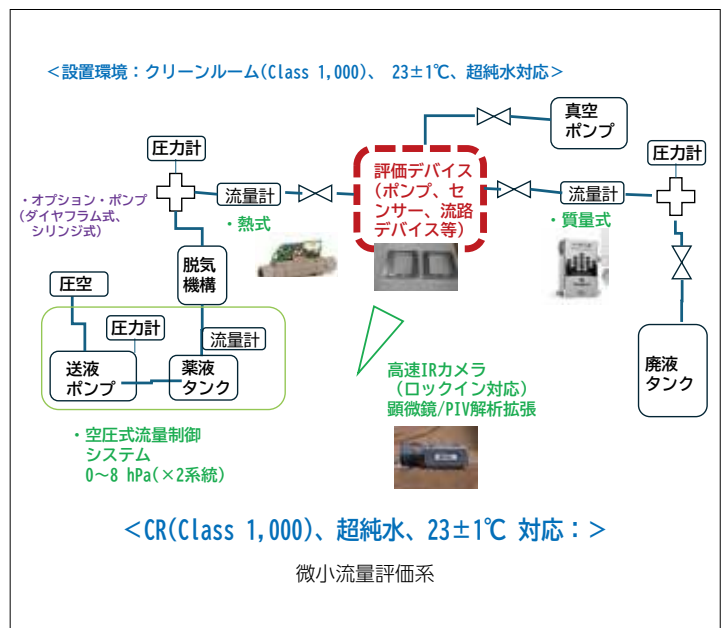 <設置環境：クリーンルーム(Class 1,000)、 23±1℃、超純水対応>
真空
ポンプ
圧力計
圧力計
評価デバイス
(ポンプ、セ
ンサー、流路
デバイス等)
流量計
流量計
・オプション・ポンプ
(ダイヤフラム式、
シリンジ式)
・熱式
・質量式
脱気
機構
圧空
圧力計
流量計
送液
ポンプ
薬液
タンク
廃液
タンク
高速IRカメラ
(ロックイン対応)
顕微鏡/PIV解析拡張
・空圧式流量制御
システム
0～8 hPa(×2系統)
<CR(Class 1,000)、超純水、23±1℃ 対応：>
微小流量評価系